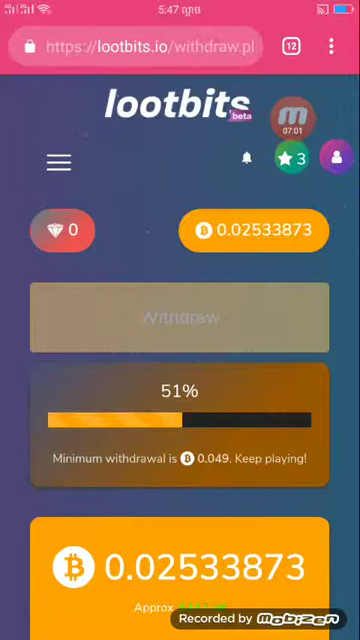 5:47
https://lootbits.io/withdraw.pl
12
lootbits
beta
07:01
3
0
0.02533873
Withdraw
51%
Minimum withdrawal is 0.049. Keep playing!
0.02533873
Approx
Recorded by Mobizen